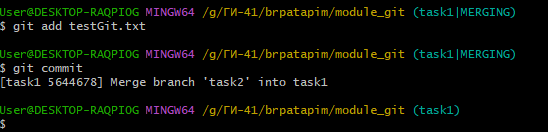 User@DESKTOP-RAQPIOG MINGW64 /g/ГИ-41/brpatapim/module_git (task1|MERGING)
$ git add testGit.txt
User@DESKTOP-RAQPIOG MINGW64 /g/ГИ-41/brpatapim/module_git (task1|MERGING)
$ git commit
[task1 5644678] Merge branch 'task2' into task1
User@DESKTOP-RAQPIOG MINGW64 /g/ГИ-41/brpatapim/module_git (task1)
$